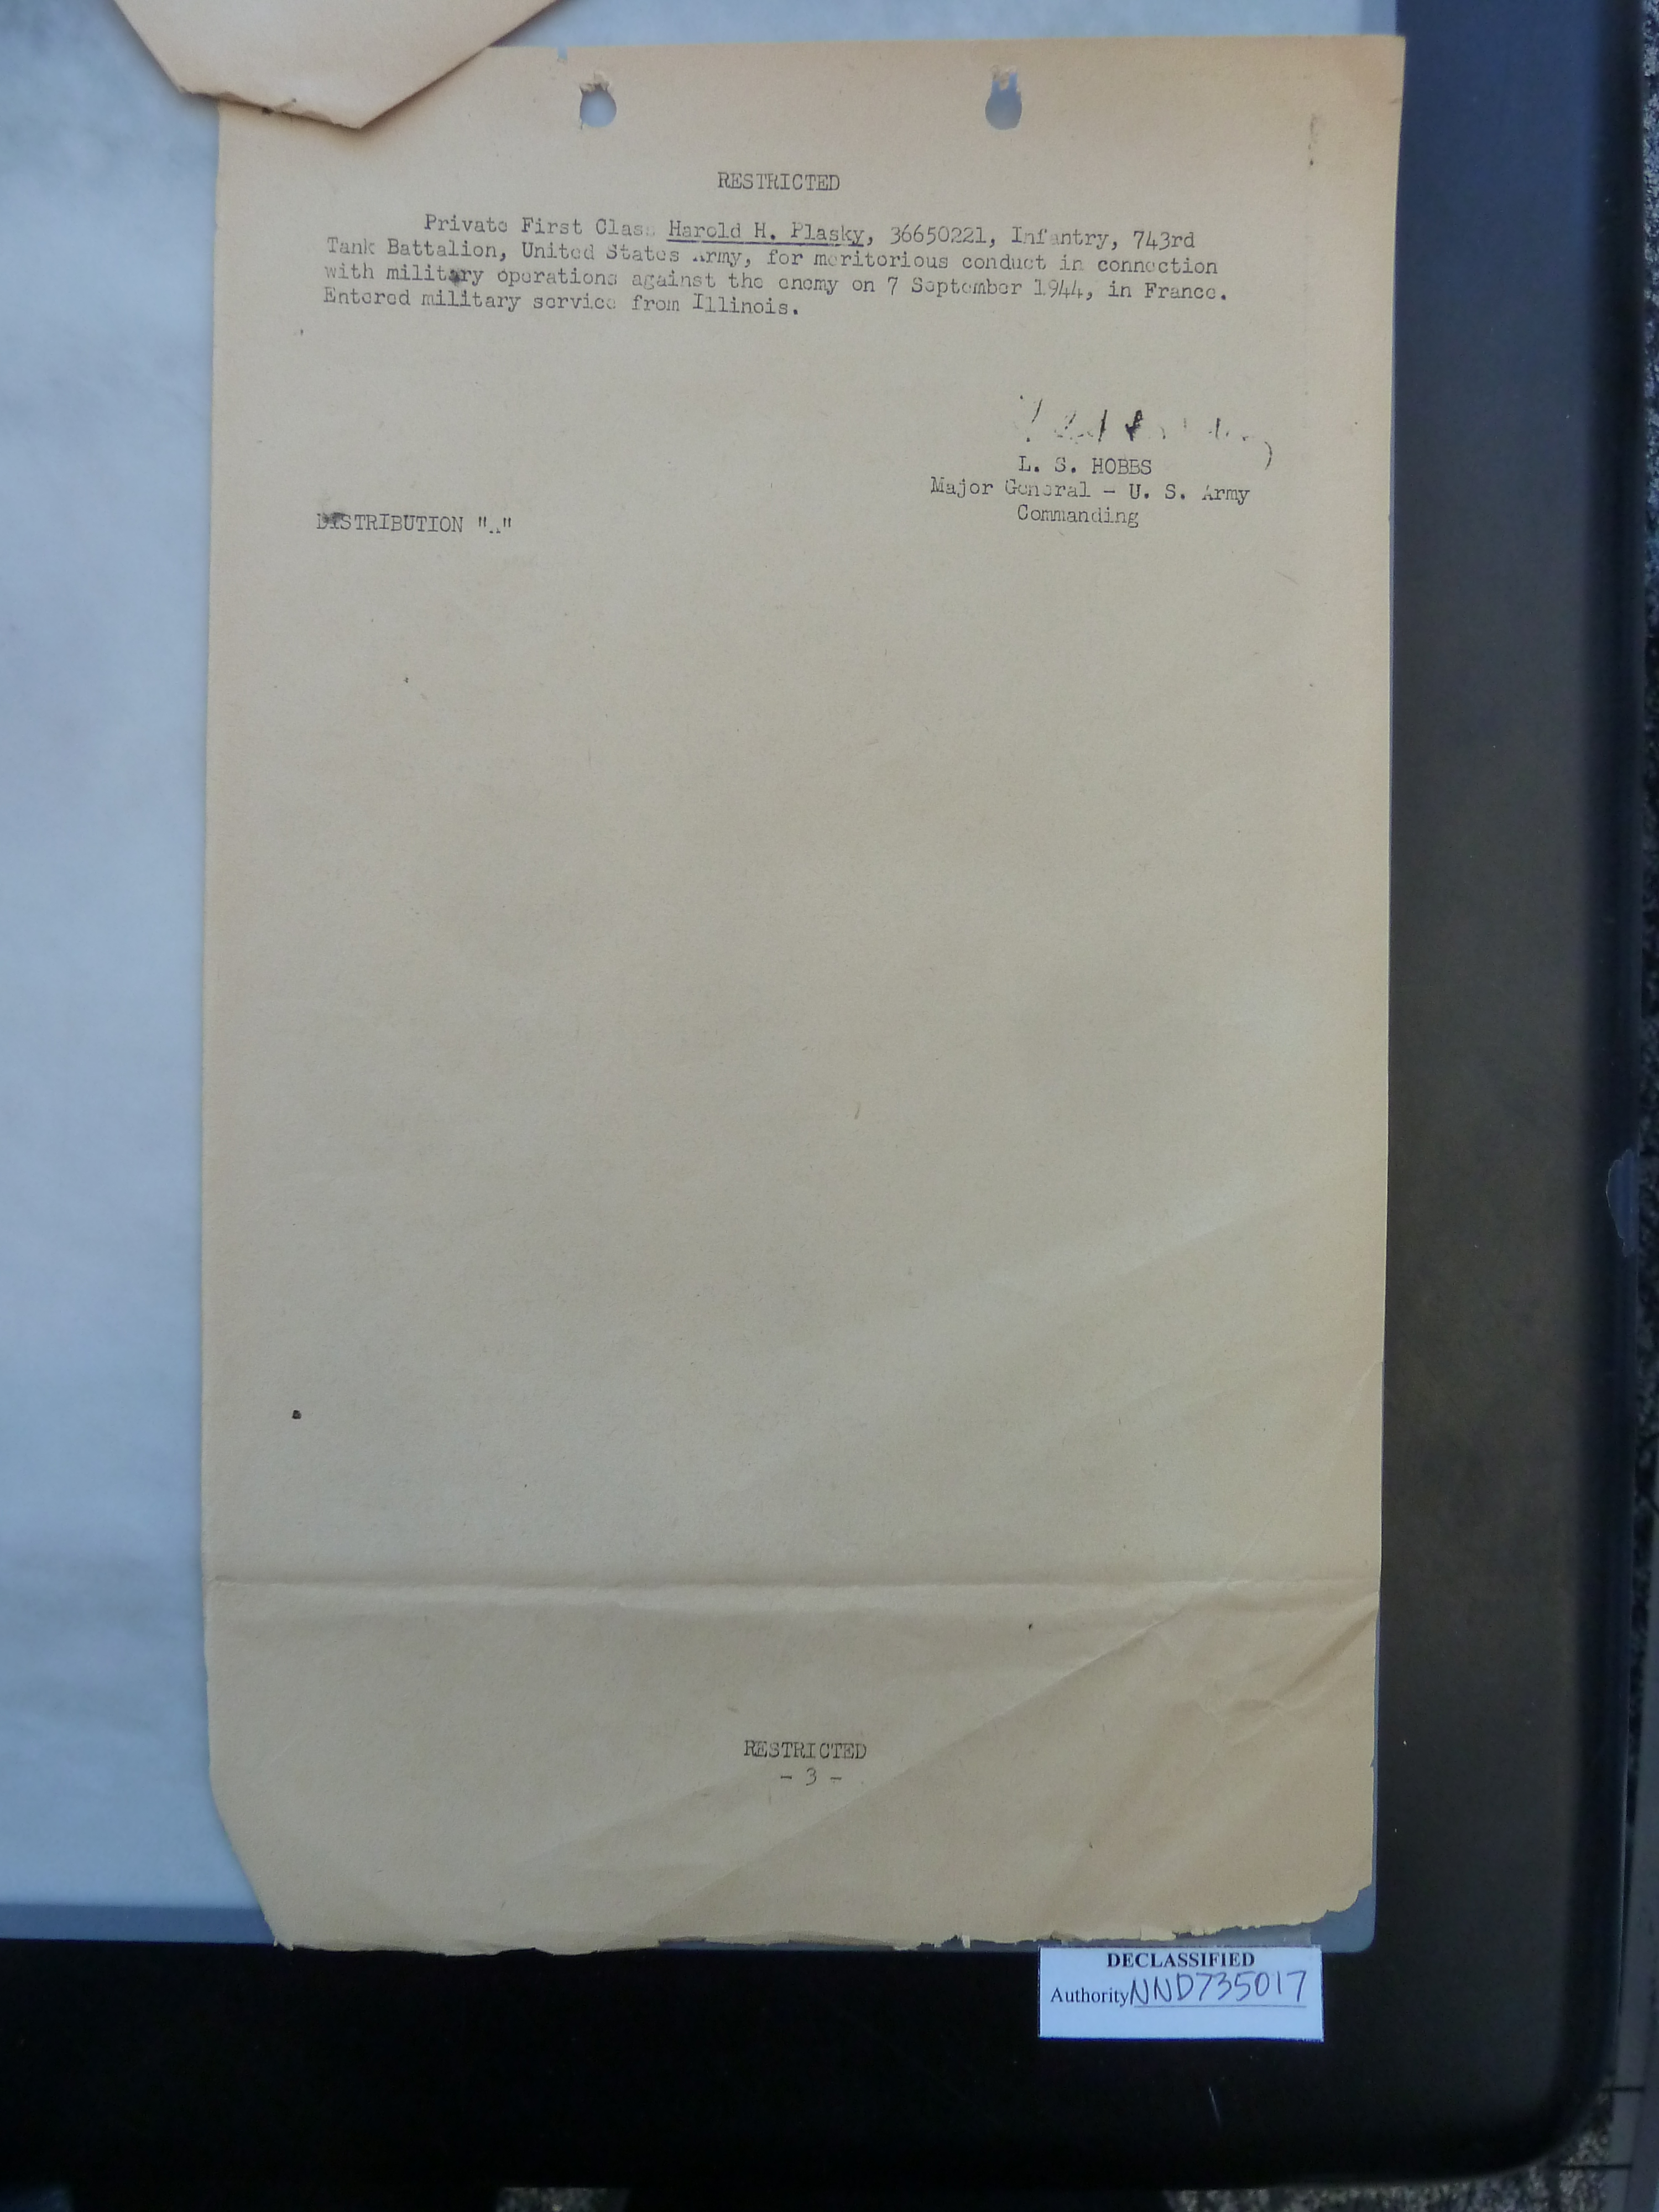 RESTRICTED
Private First Class Harold H. Plasky, 36650221, Infantry, 743rd
Tank Battalion, United States Army, for meritorious conduct in connection
with military operations against the enemy on 7 September 1944, in France.
Entered military service from Illinois.
L. S. HOBBS
Major General - U. S. Army
Commanding
DISTRIBUTION "A"
RESTRICTED
- 3 -
DECLASSIFIED
Authority NND735017